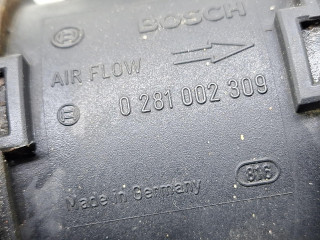 BOSCH
AIR FLOW
0 281 002 309
Made in Germany
816